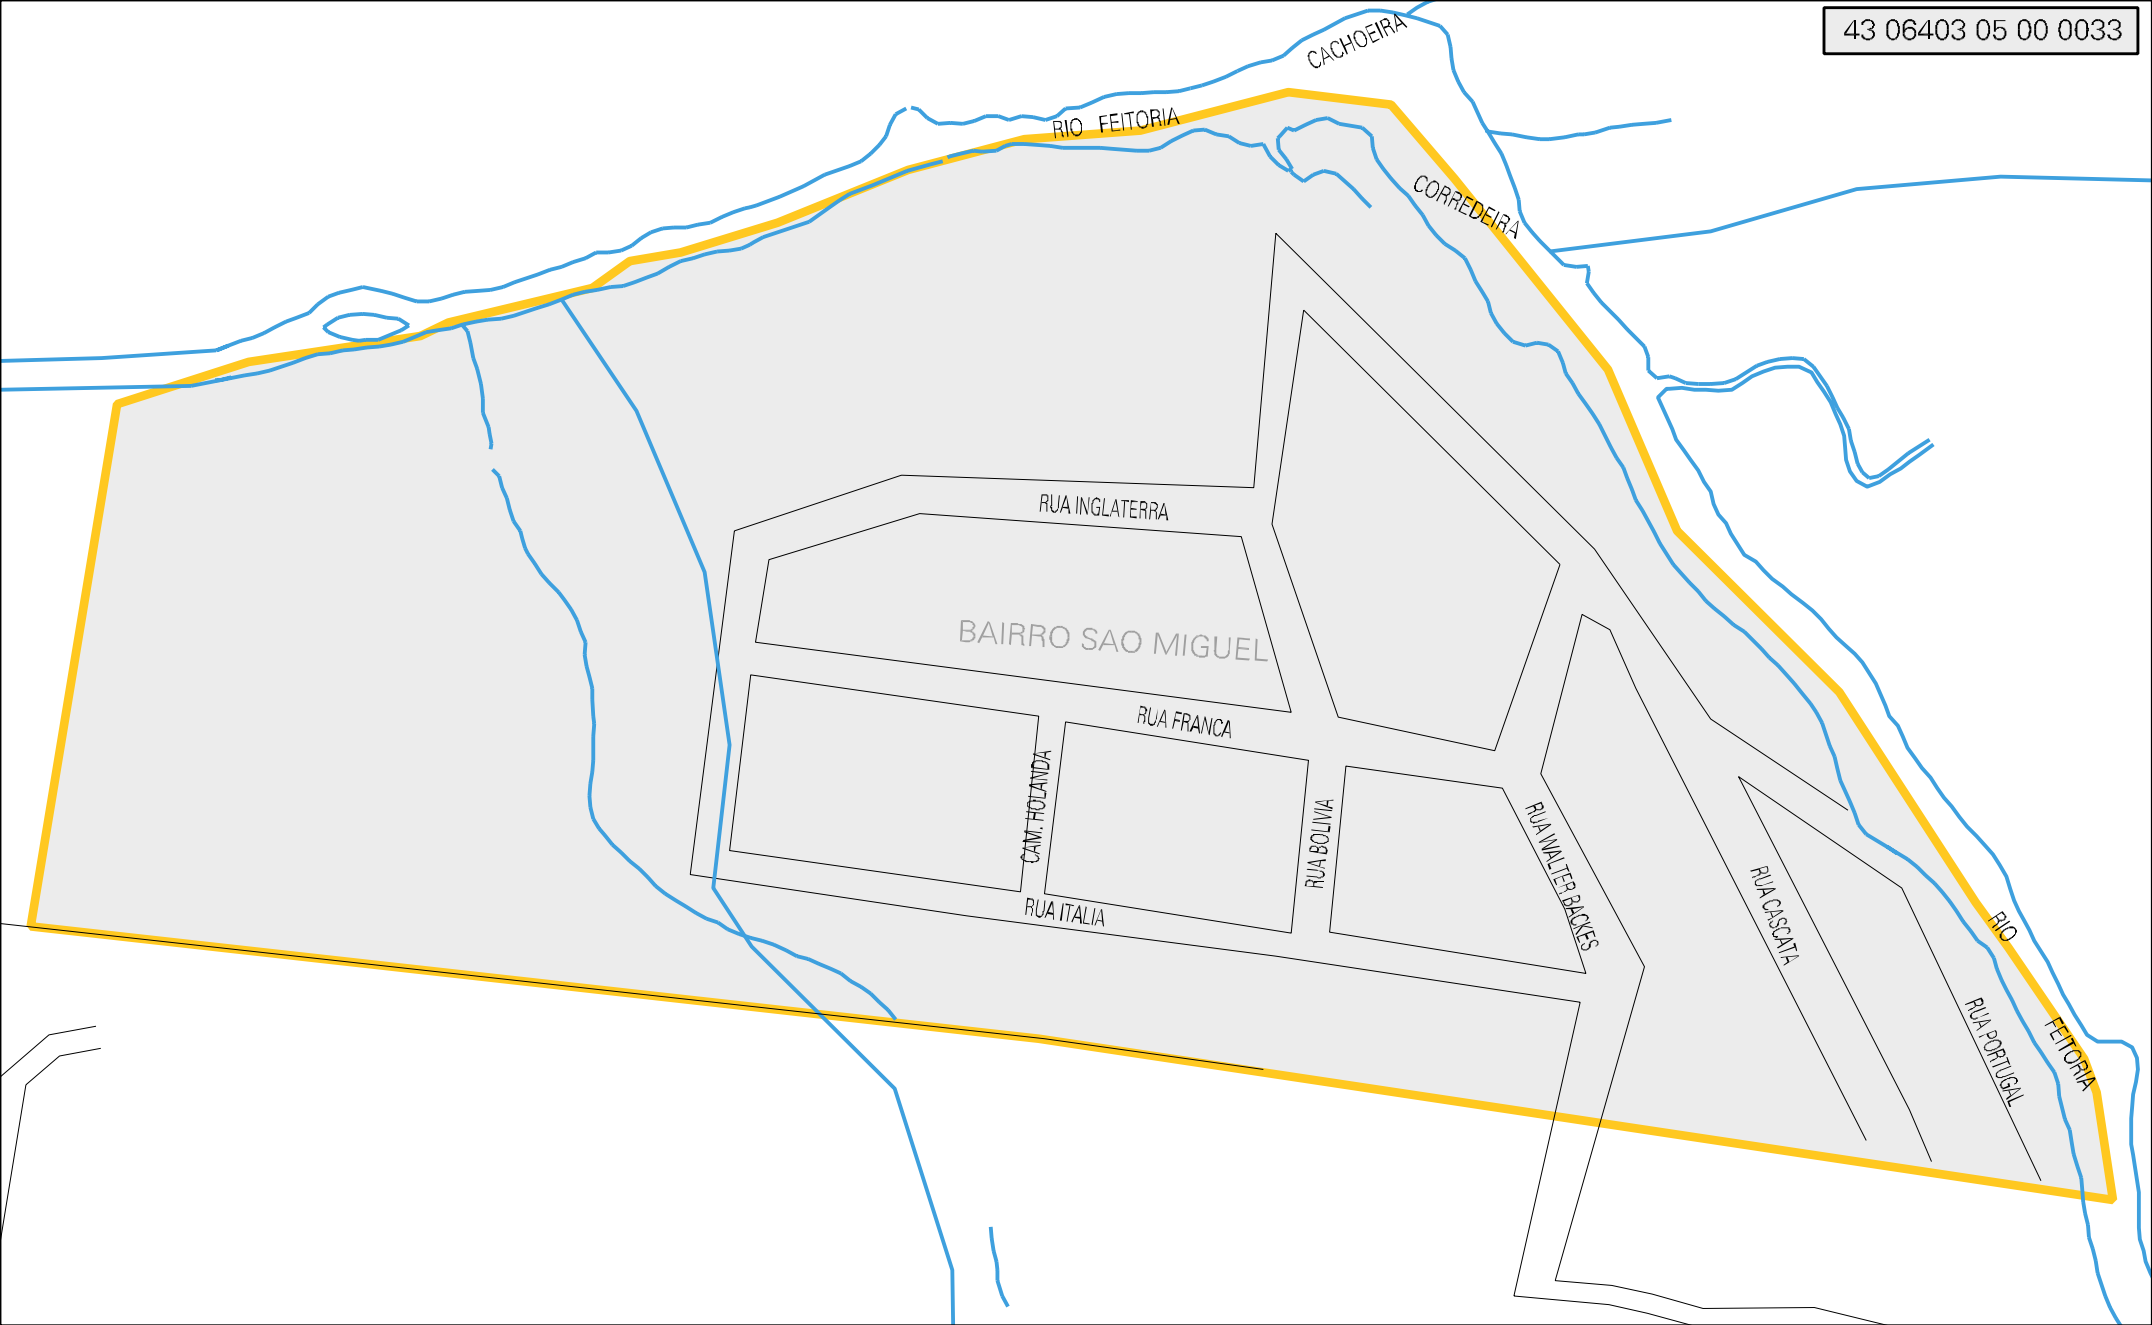 43 06403 05 00 0033
CACHOEIRA
RIO FEITORIA
CORREDEIRA
RUA INGLATERRA
BAIRRO SAO MIGUEL
RUA FRANCA
CAM. HOLANDA
RUA BOLIVIA
RUA WALTER BACKES
RUA CASCATA
RUA ITALIA
RIO FEITORIA
RUA PORTUGAL